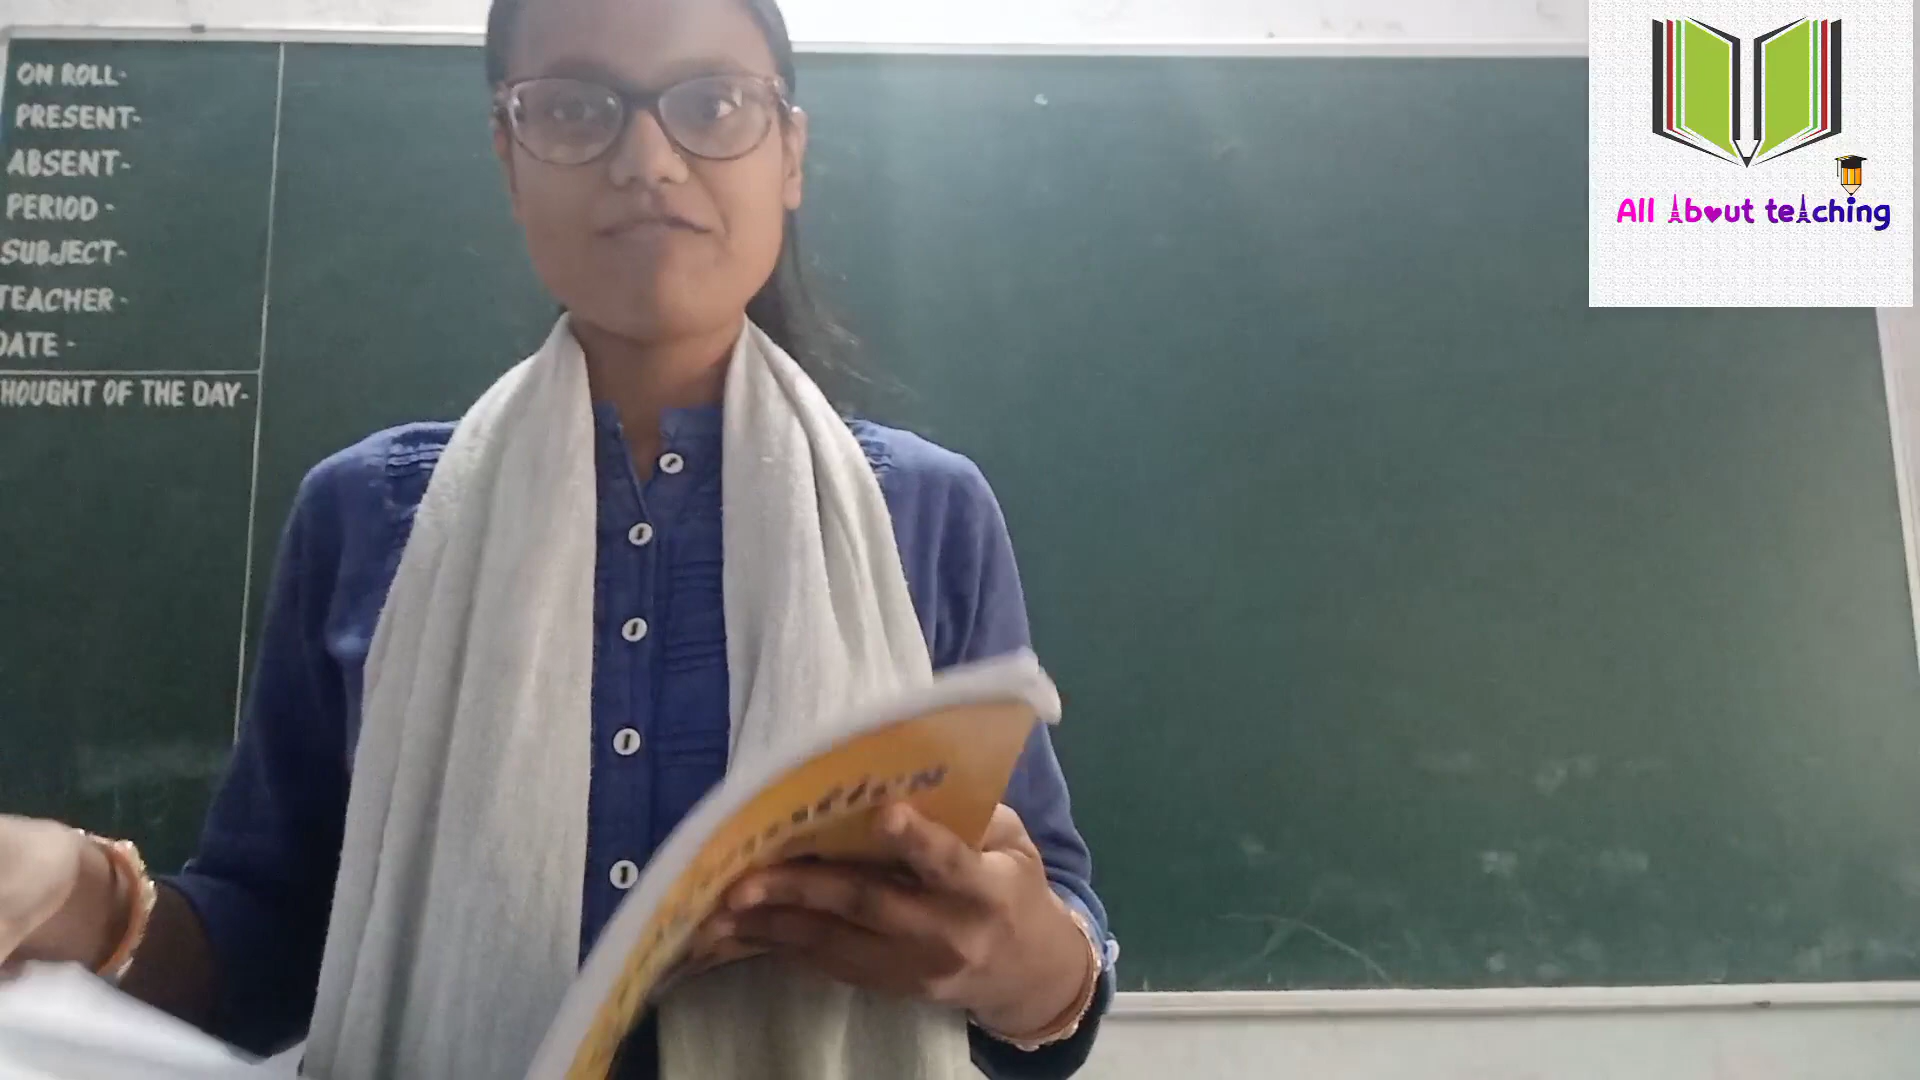 ON ROLL-
PRESENT-
ABSENT-
PERIOD -
SUBJECT-
TEACHER -
DATE -
THOUGHT OF THE DAY-
All About teaching